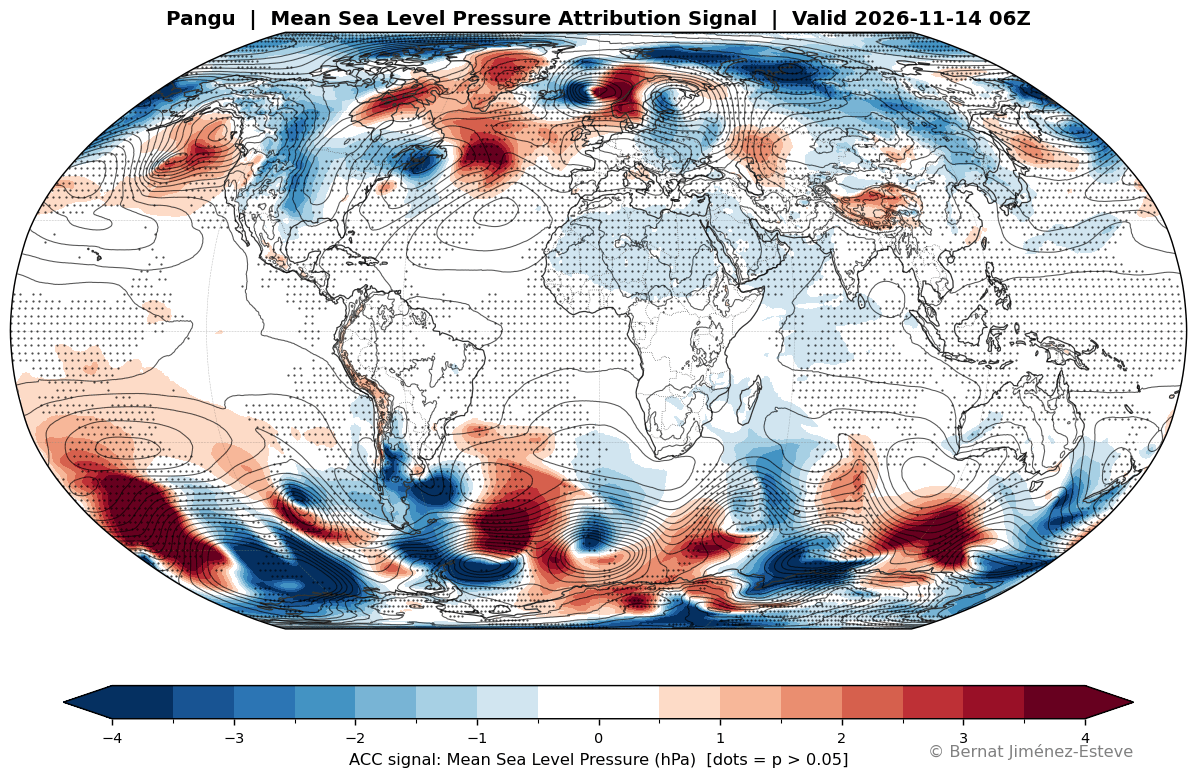 Pangu | Mean Sea Level Pressure Attribution Signal | Valid 2026-11-14 06Z
−4 −3 −2 −1 0 1 2 3 4
ACC signal: Mean Sea Level Pressure (hPa) [dots = p > 0.05]
© Bernat Jiménez-Esteve